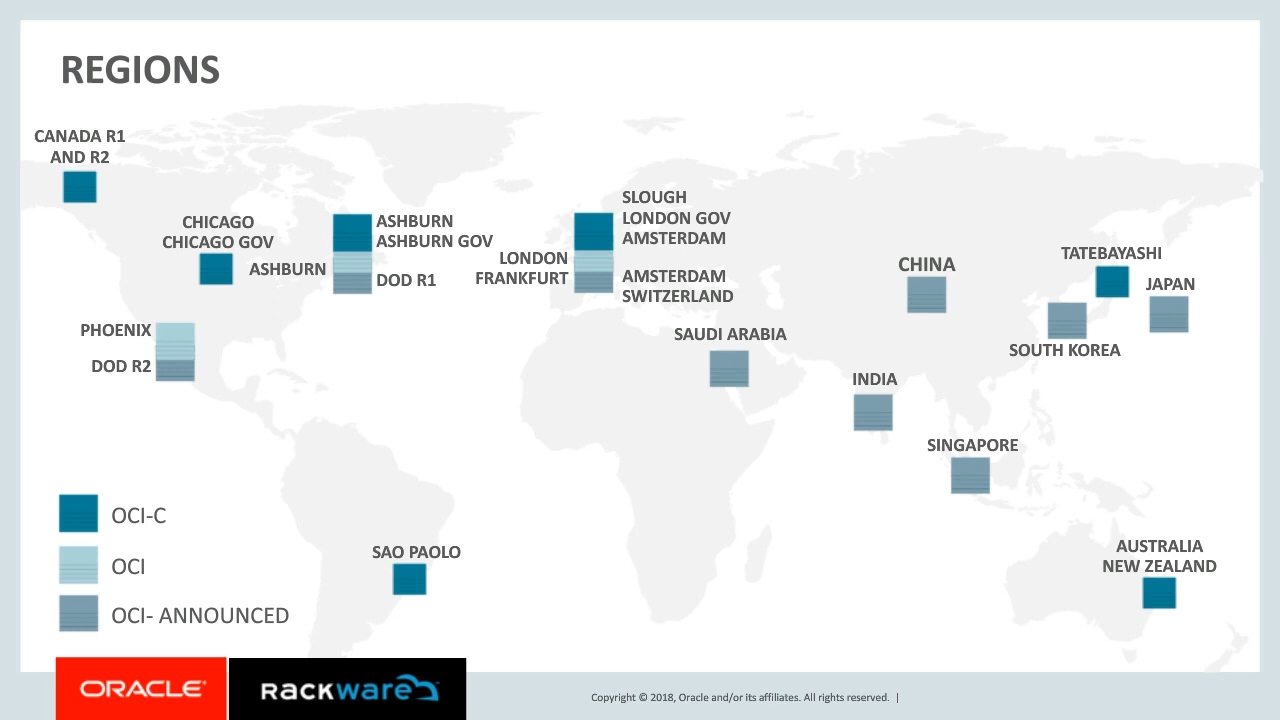 REGIONS
CANADA R1
AND R2
CHICAGO
CHICAGO GOV
ASHBURN
ASHBURN GOV
ASHBURN
DOD R1
SLOUGH
LONDON GOV
AMSTERDAM
LONDON
FRANKFURT
AMSTERDAM
SWITZERLAND
CHINA
TATEBAYASHI
JAPAN
SOUTH KOREA
PHOENIX
DOD R2
SAUDI ARABIA
INDIA
SINGAPORE
SAO PAOLO
AUSTRALIA
NEW ZEALAND
OCI-C
OCI
OCI- ANNOUNCED
ORACLE
RACKWARE
Copyright © 2018, Oracle and/or its affiliates. All rights reserved. |